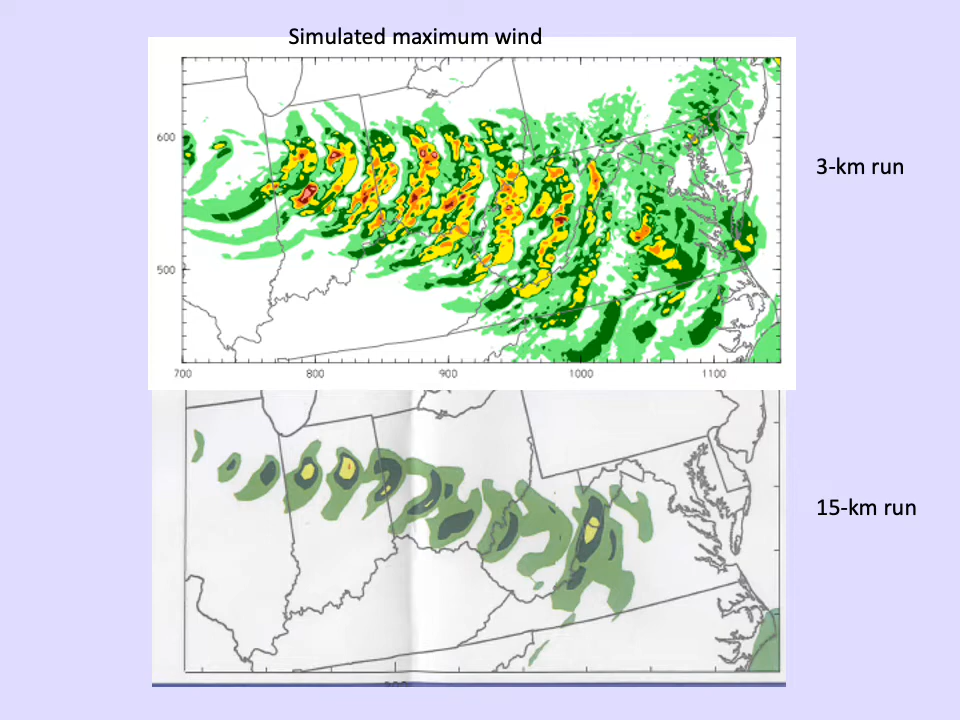 Simulated maximum wind
600
3-km run
500
700 800 900 1000 1100
15-km run